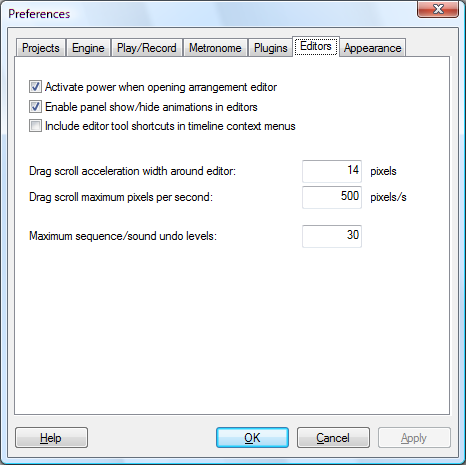 Preferences
Projects Engine Play/Record Metronome Plugins Editors Appearance
Activate power when opening arrangement editor
Enable panel show/hide animations in editors
Include editor tool shortcuts in timeline context menus
Drag scroll acceleration width around editor: 14 pixels
Drag scroll maximum pixels per second: 500 pixels/s
Maximum sequence/sound undo levels: 30
Help OK Cancel Apply